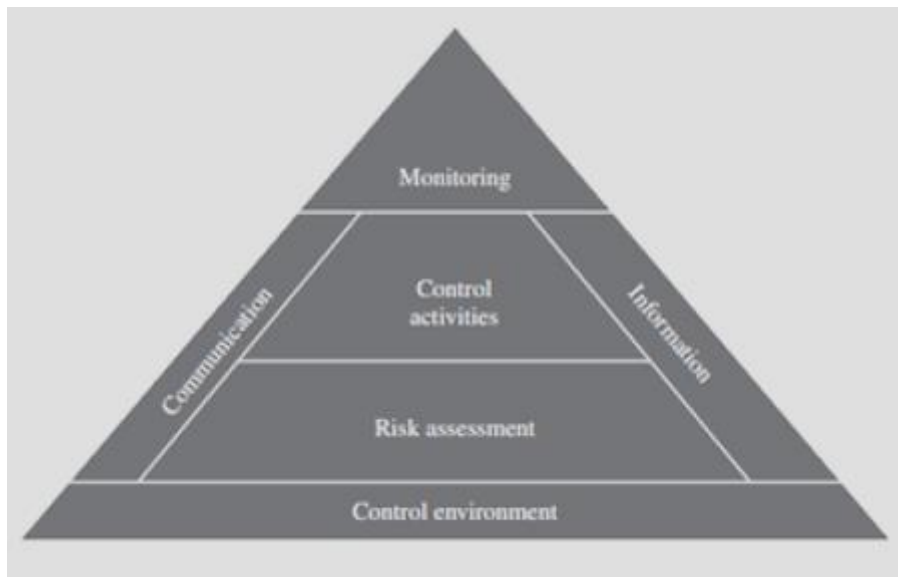 Monitoring
Control
activities
Communication
Information
Risk assessment
Control environment